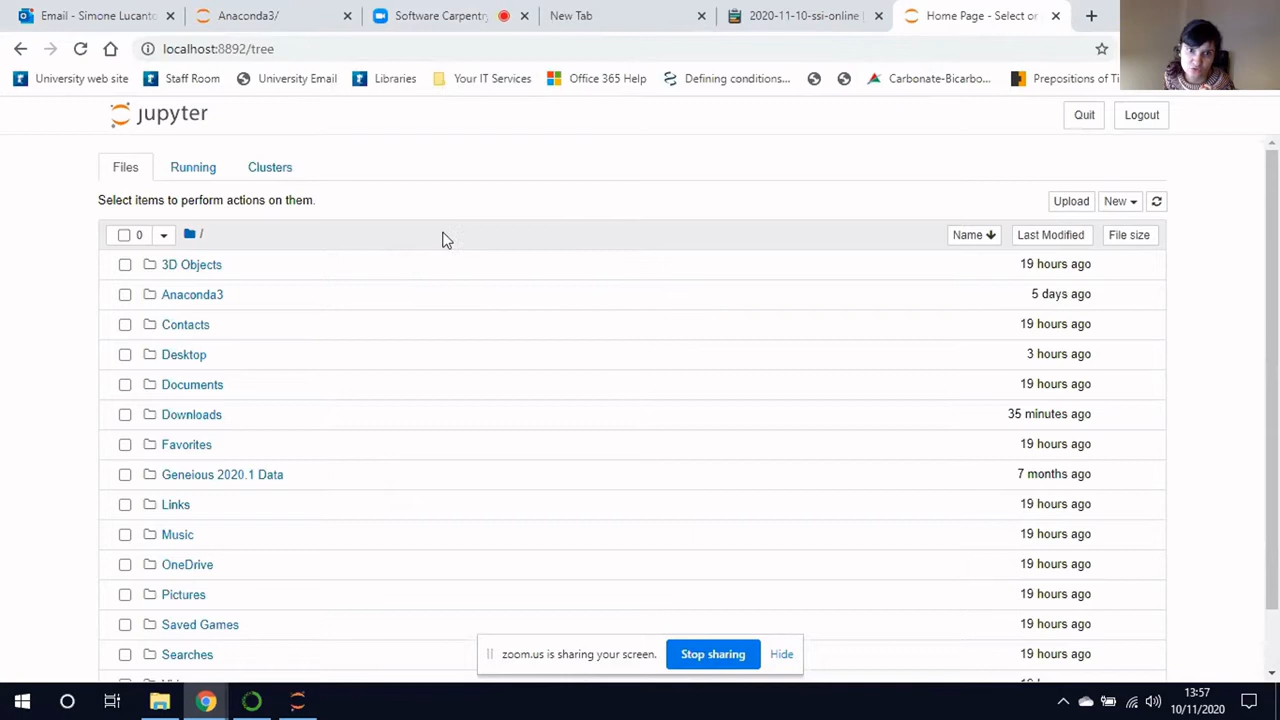 Email - Simone Lucant
Anaconda3/
Software Carpentry
New Tab
2020-11-10-ssi-online
Home Page - Select or
localhost:8892/tree
University web site
Staff Room
University Email
Libraries
Your IT Services
Office 365 Help
Defining conditions...
Carbonate-Bicarbo...
Prepositions of Ti
jupyter
Quit
Logout
Files
Running
Clusters
Select items to perform actions on them.
Upload
New
0
/
Name
Last Modified
File size
3D Objects
19 hours ago
Anaconda3
5 days ago
Contacts
19 hours ago
Desktop
3 hours ago
Documents
19 hours ago
Downloads
35 minutes ago
Favorites
19 hours ago
Geneious 2020.1 Data
7 months ago
Links
19 hours ago
Music
19 hours ago
OneDrive
19 hours ago
Pictures
19 hours ago
Saved Games
19 hours ago
Searches
19 hours ago
zoom.us is sharing your screen.
Stop sharing
Hide
13:57
10/11/2020